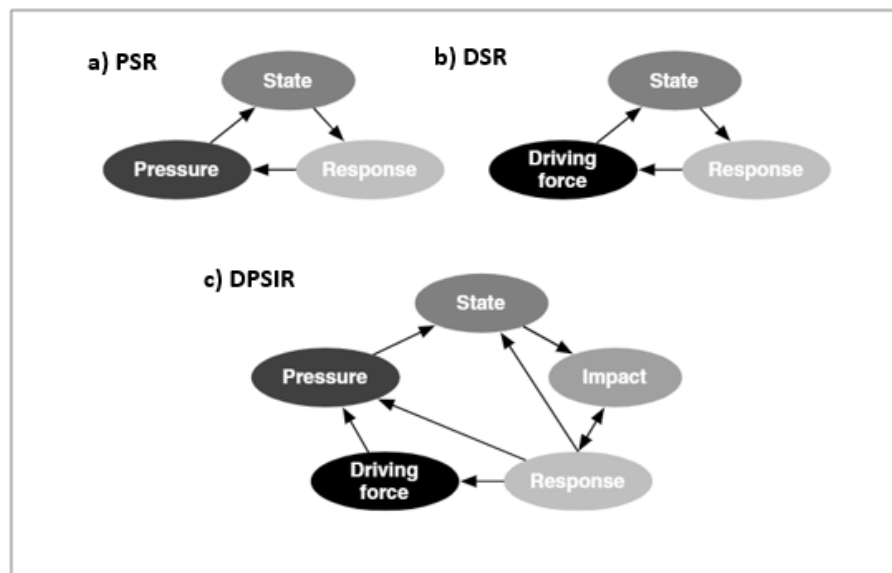 a) PSR
State
Pressure
Response
b) DSR
State
Driving
force
Response
c) DPSIR
State
Pressure
Impact
Driving
force
Response